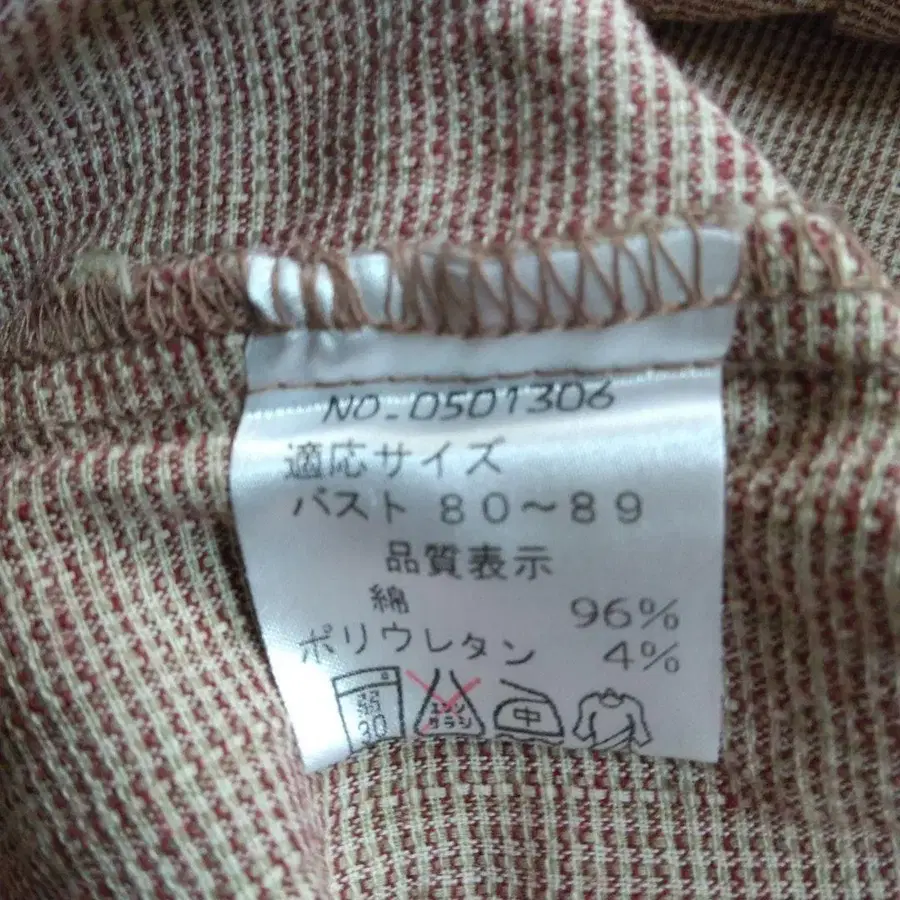 NO.0501306
適応サイズ
バスト 80～89
品質表示
綿 96%
ポリウレタン 4%
弱 30 エンソ サラシ 中